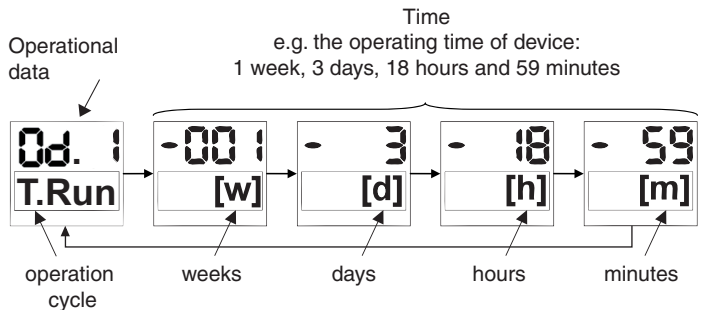 Time
e.g. the operating time of device:
1 week, 3 days, 18 hours and 59 minutes
Operational
data
0d. 1
T.Run
-001
[w]
- 3
[d]
- 18
[h]
- 59
[m]
operation
cycle
weeks
days
hours
minutes